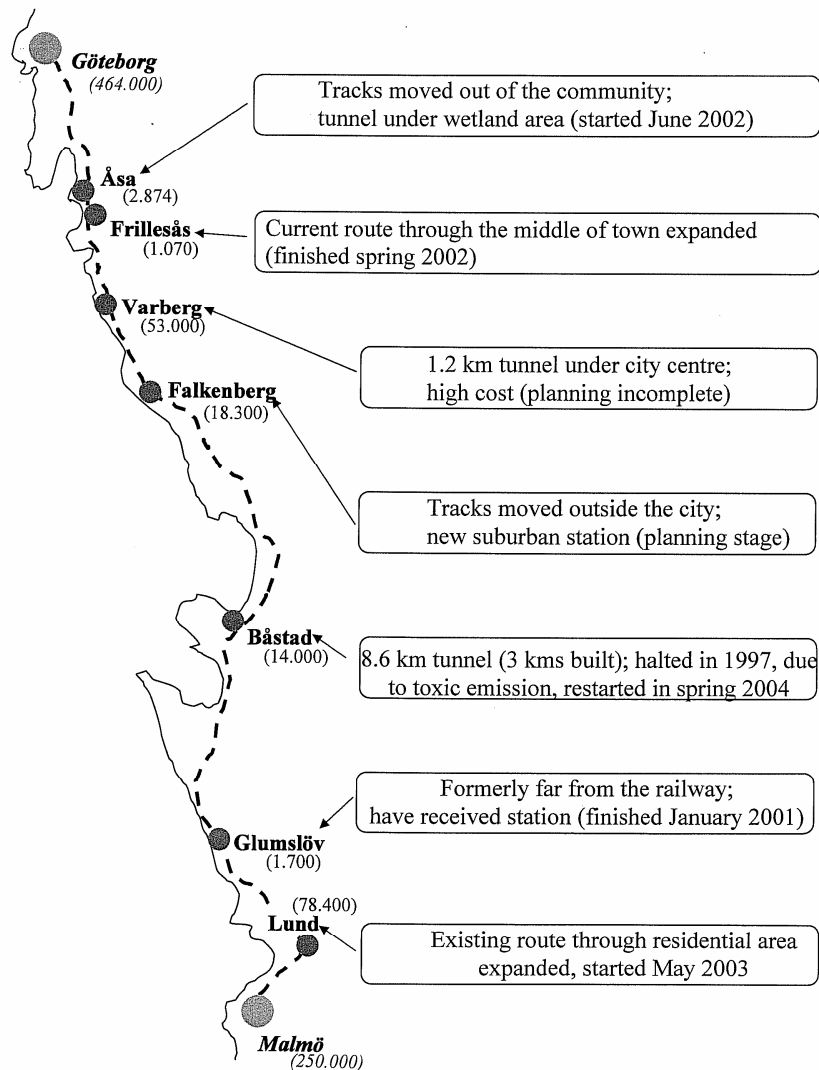 Göteborg
(464.000)
Tracks moved out of the community;
tunnel under wetland area (started June 2002)
Åsa
(2.874)
Frillesås
(1.070)
Current route through the middle of town expanded
(finished spring 2002)
Varberg
(53.000)
1.2 km tunnel under city centre;
high cost (planning incomplete)
Falkenberg
(18.300)
Tracks moved outside the city;
new suburban station (planning stage)
Båstad
(14.000)
8.6 km tunnel (3 kms built); halted in 1997, due
to toxic emission, restarted in spring 2004
Formerly far from the railway;
have received station (finished January 2001)
Glumslöv
(1.700)
(78.400)
Lund
Existing route through residential area
expanded, started May 2003
Malmö
(250.000)